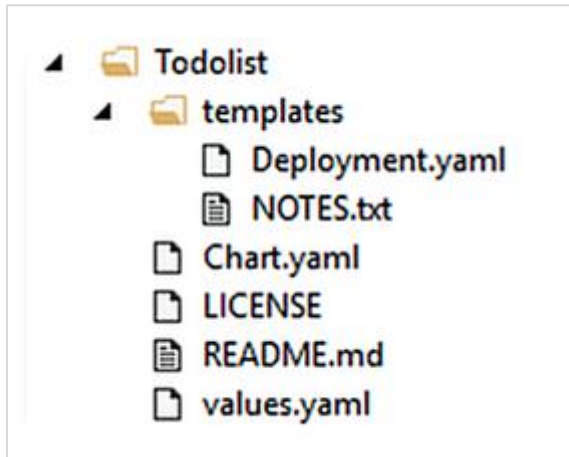 Todolist
templates
Deployment.yaml
NOTES.txt
Chart.yaml
LICENSE
README.md
values.yaml